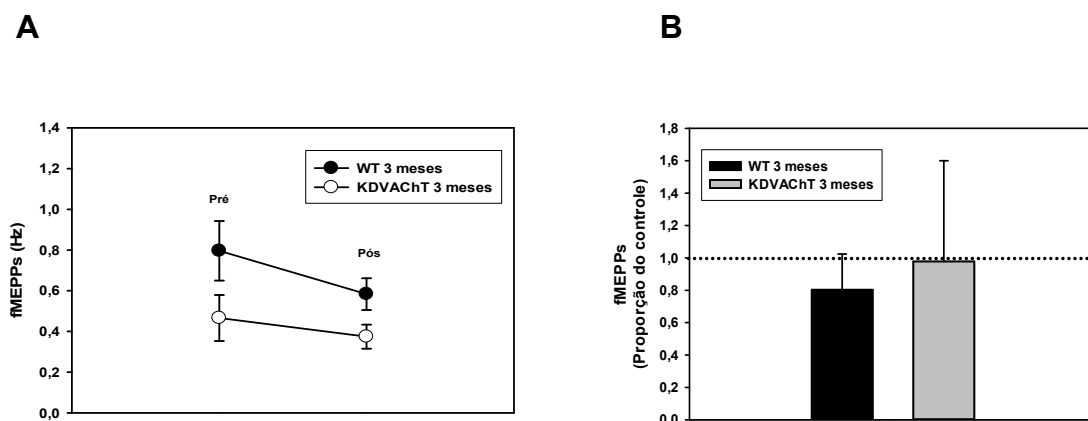 A
B
fMEPPs (Hz)
1,4
1,2
1,0
0,8
0,6
0,4
0,2
0,0
WT 3 meses
KDVAChT 3 meses
Pré
Pós
fMEPPs
(Proporção do controle)
1,8
1,6
1,4
1,2
1,0
0,8
0,6
0,4
0,2
0,0
WT 3 meses
KDVAChT 3 meses